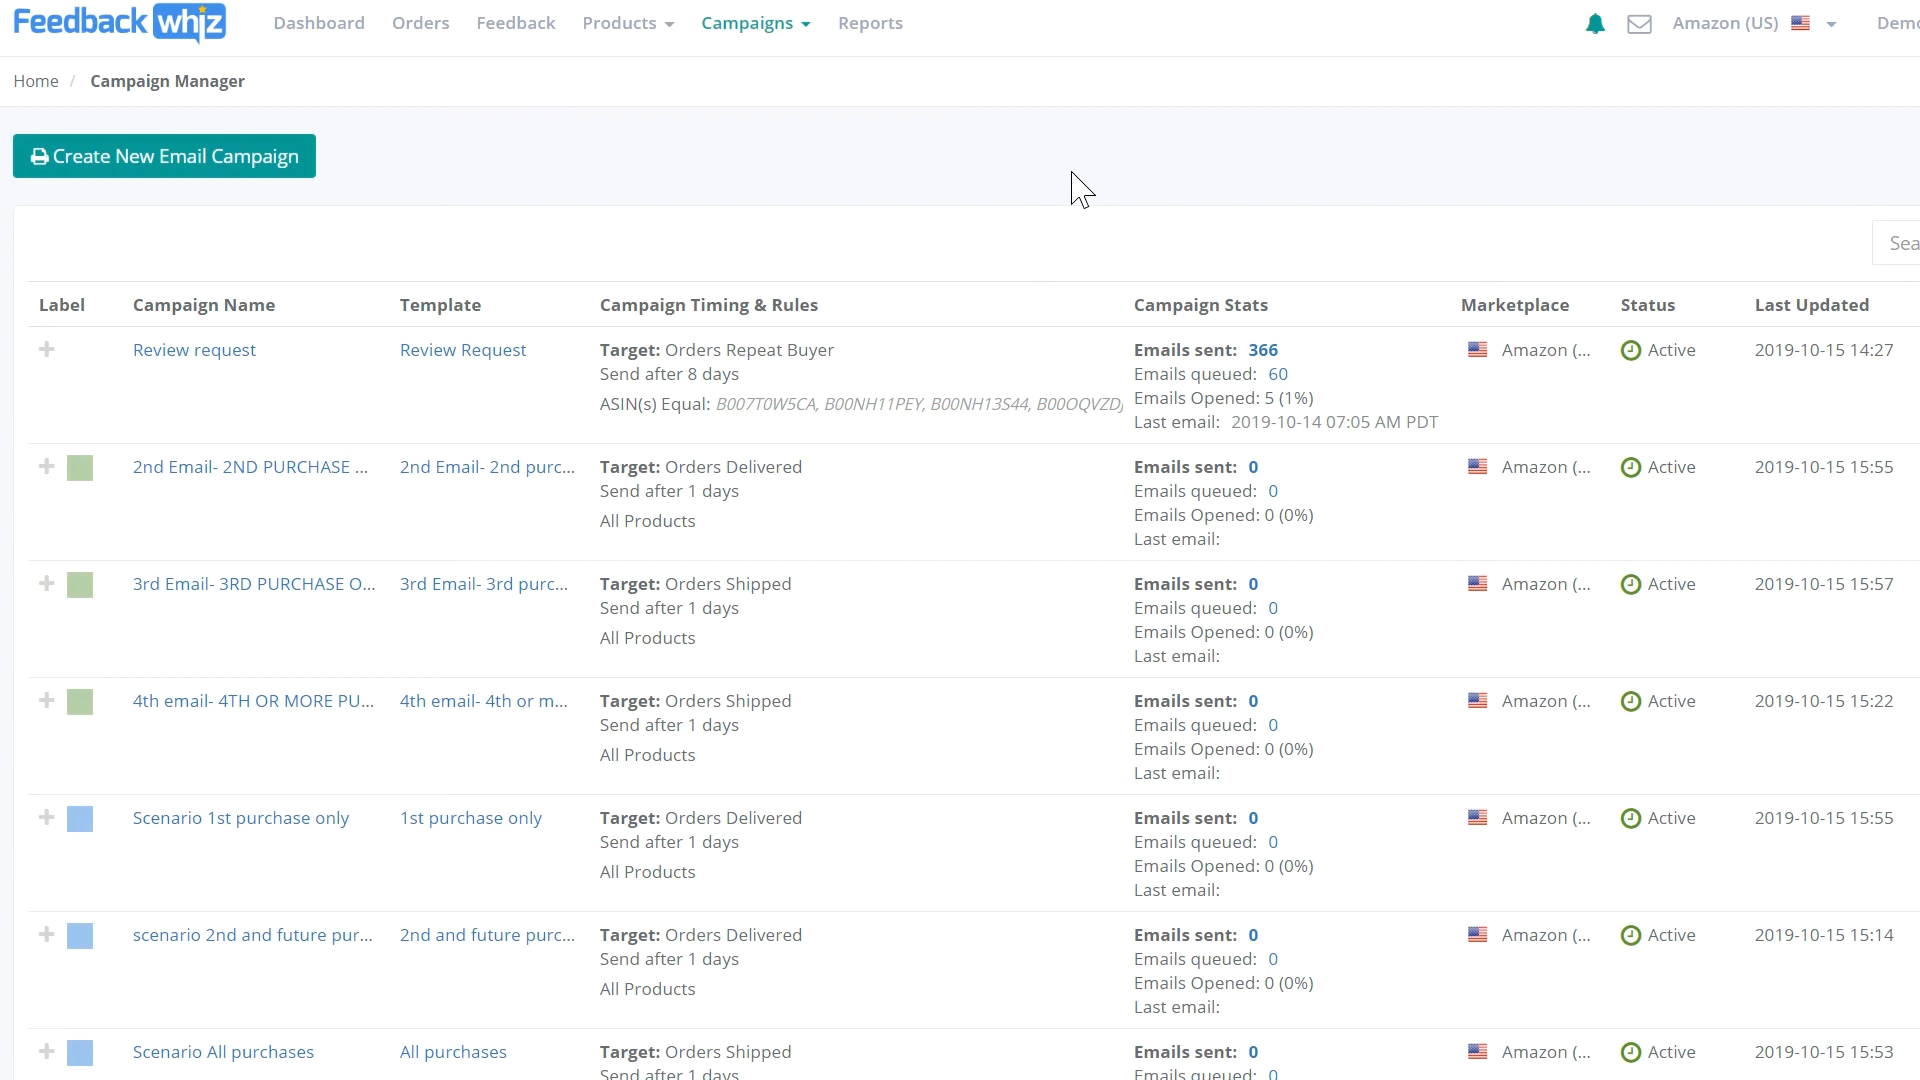 Feedback whiz Dashboard Orders Feedback Products Campaigns Reports Amazon (US)
Home / Campaign Manager
Create New Email Campaign
Label Campaign Name Template Campaign Timing & Rules Campaign Stats Marketplace Status Last Updated
Review request Review Request Target: Orders Repeat Buyer Emails sent: 366 Amazon (... Active 2019-10-15 14:27
Send after 8 days Emails queued: 60
ASIN(s) Equal: B007T0W5CA, B00NH11PEY, B00NH13S44, B00OQVZDJ Emails Opened: 5 (1%)
Last email: 2019-10-14 07:05 AM PDT
2nd Email- 2ND PURCHASE ... 2nd Email- 2nd purc... Target: Orders Delivered Emails sent: 0 Amazon (... Active 2019-10-15 15:55
Send after 1 days Emails queued: 0
All Products Emails Opened: 0 (0%)
Last email:
3rd Email- 3RD PURCHASE O... 3rd Email- 3rd purc... Target: Orders Shipped Emails sent: 0 Amazon (... Active 2019-10-15 15:57
Send after 1 days Emails queued: 0
All Products Emails Opened: 0 (0%)
Last email:
4th email- 4TH OR MORE PU... 4th email- 4th or m... Target: Orders Shipped Emails sent: 0 Amazon (... Active 2019-10-15 15:22
Send after 1 days Emails queued: 0
All Products Emails Opened: 0 (0%)
Last email:
Scenario 1st purchase only 1st purchase only Target: Orders Delivered Emails sent: 0 Amazon (... Active 2019-10-15 15:55
Send after 1 days Emails queued: 0
All Products Emails Opened: 0 (0%)
Last email:
scenario 2nd and future pur... 2nd and future purc... Target: Orders Delivered Emails sent: 0 Amazon (... Active 2019-10-15 15:14
Send after 1 days Emails queued: 0
All Products Emails Opened: 0 (0%)
Last email:
Scenario All purchases All purchases Target: Orders Shipped Emails sent: 0 Amazon (... Active 2019-10-15 15:53
Send after 1 days Emails queued: 0